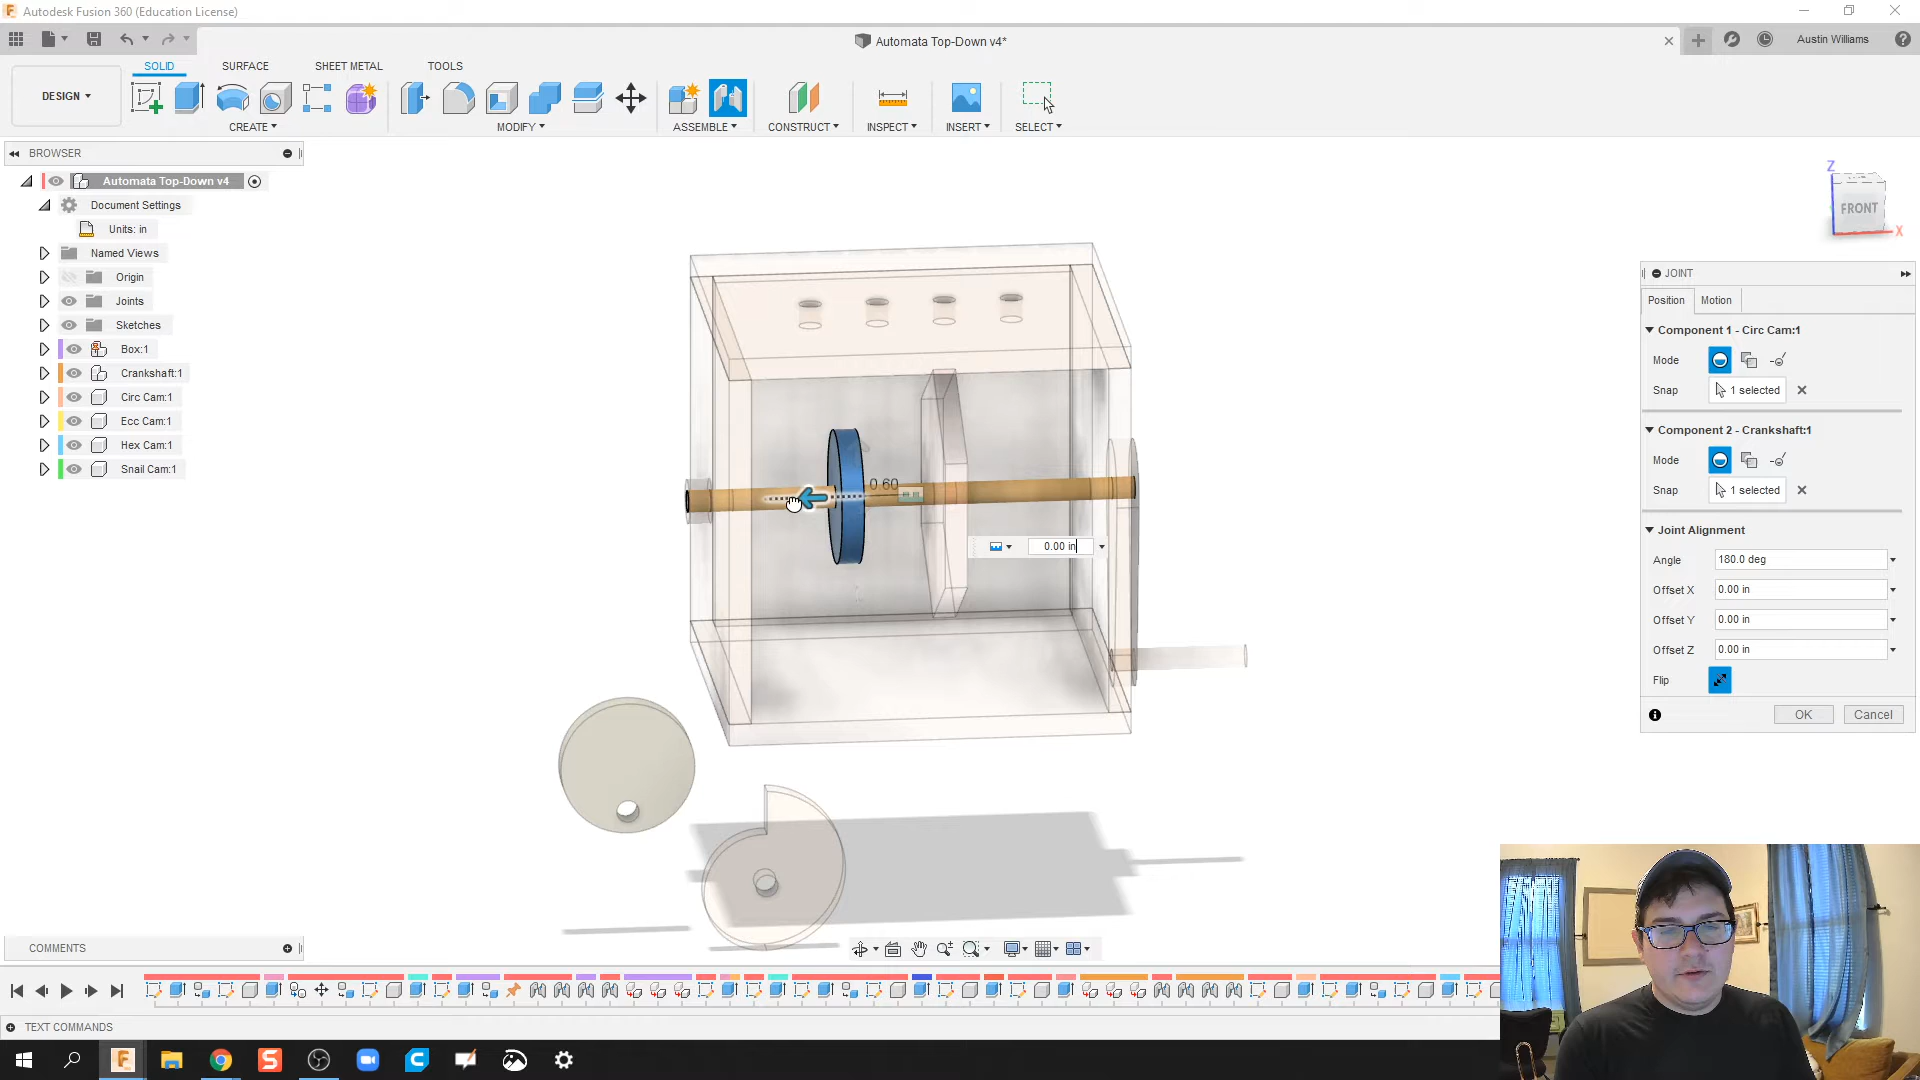 Autodesk Fusion 360 (Education License)
Automata Top-Down v4*
Austin Williams
SOLID SURFACE SHEET METAL TOOLS
DESIGN
CREATE
MODIFY
ASSEMBLE
CONSTRUCT
INSPECT
INSERT
SELECT
BROWSER
Automata Top-Down v4
Document Settings
Units: in
Named Views
Origin
Joints
Sketches
Box:1
Crankshaft:1
Circ Cam:1
Ecc Cam:1
Hex Cam:1
Snail Cam:1
Z
FRONT
X
0.60
0.00 in
JOINT
Position Motion
Component 1 - Circ Cam:1
Mode
Snap 1 selected
Component 2 - Crankshaft:1
Mode
Snap 1 selected
Joint Alignment
Angle 180.0 deg
Offset X 0.00 in
Offset Y 0.00 in
Offset Z 0.00 in
Flip
OK Cancel
COMMENTS
TEXT COMMANDS